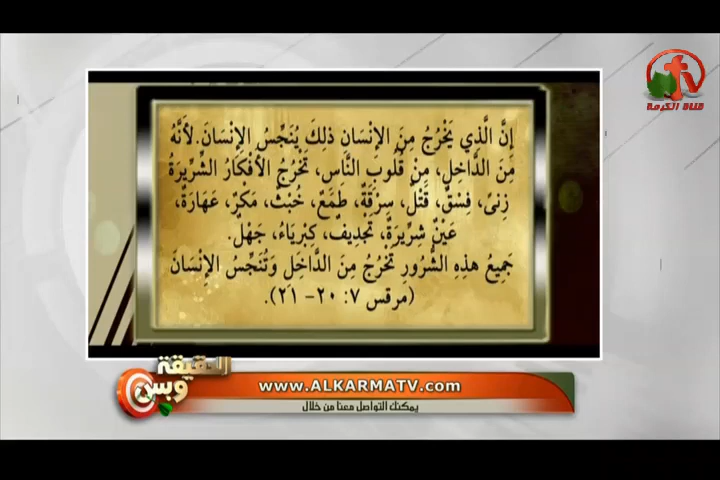 tv
قناة الكرمة
إِنَّ الَّذِي يَخْرُجُ مِنَ الإِنْسَانِ ذلِكَ يُنَجِّسُ الإِنْسَانَ. لأَنَّهُ
مِنَ الدَّاخِلِ، مِنْ قُلُوبِ النَّاسِ، تَخْرُجُ الأَفْكَارُ الشِّرِّيرَةُ
زِنىً، فِسْقٌ، قَتْلٌ، سِرْقَةٌ، طَمَعٌ، خُبْثٌ، مَكْرٌ، عَهَارَةٌ،
عَيْنٌ شِرِّيرَةٌ، تَجْدِيفٌ، كِبْرِيَاءُ، جَهْلٌ.
جَمِيعُ هذِهِ الشُّرُورِ تَخْرُجُ مِنَ الدَّاخِلِ وَتُنَجِّسُ الإِنْسَانَ
(مرقس ٧: ٢٠- ٢١).
الحقيقة
وبس
www.ALKARMATV.com
يمكنك التواصل معنا من خلال